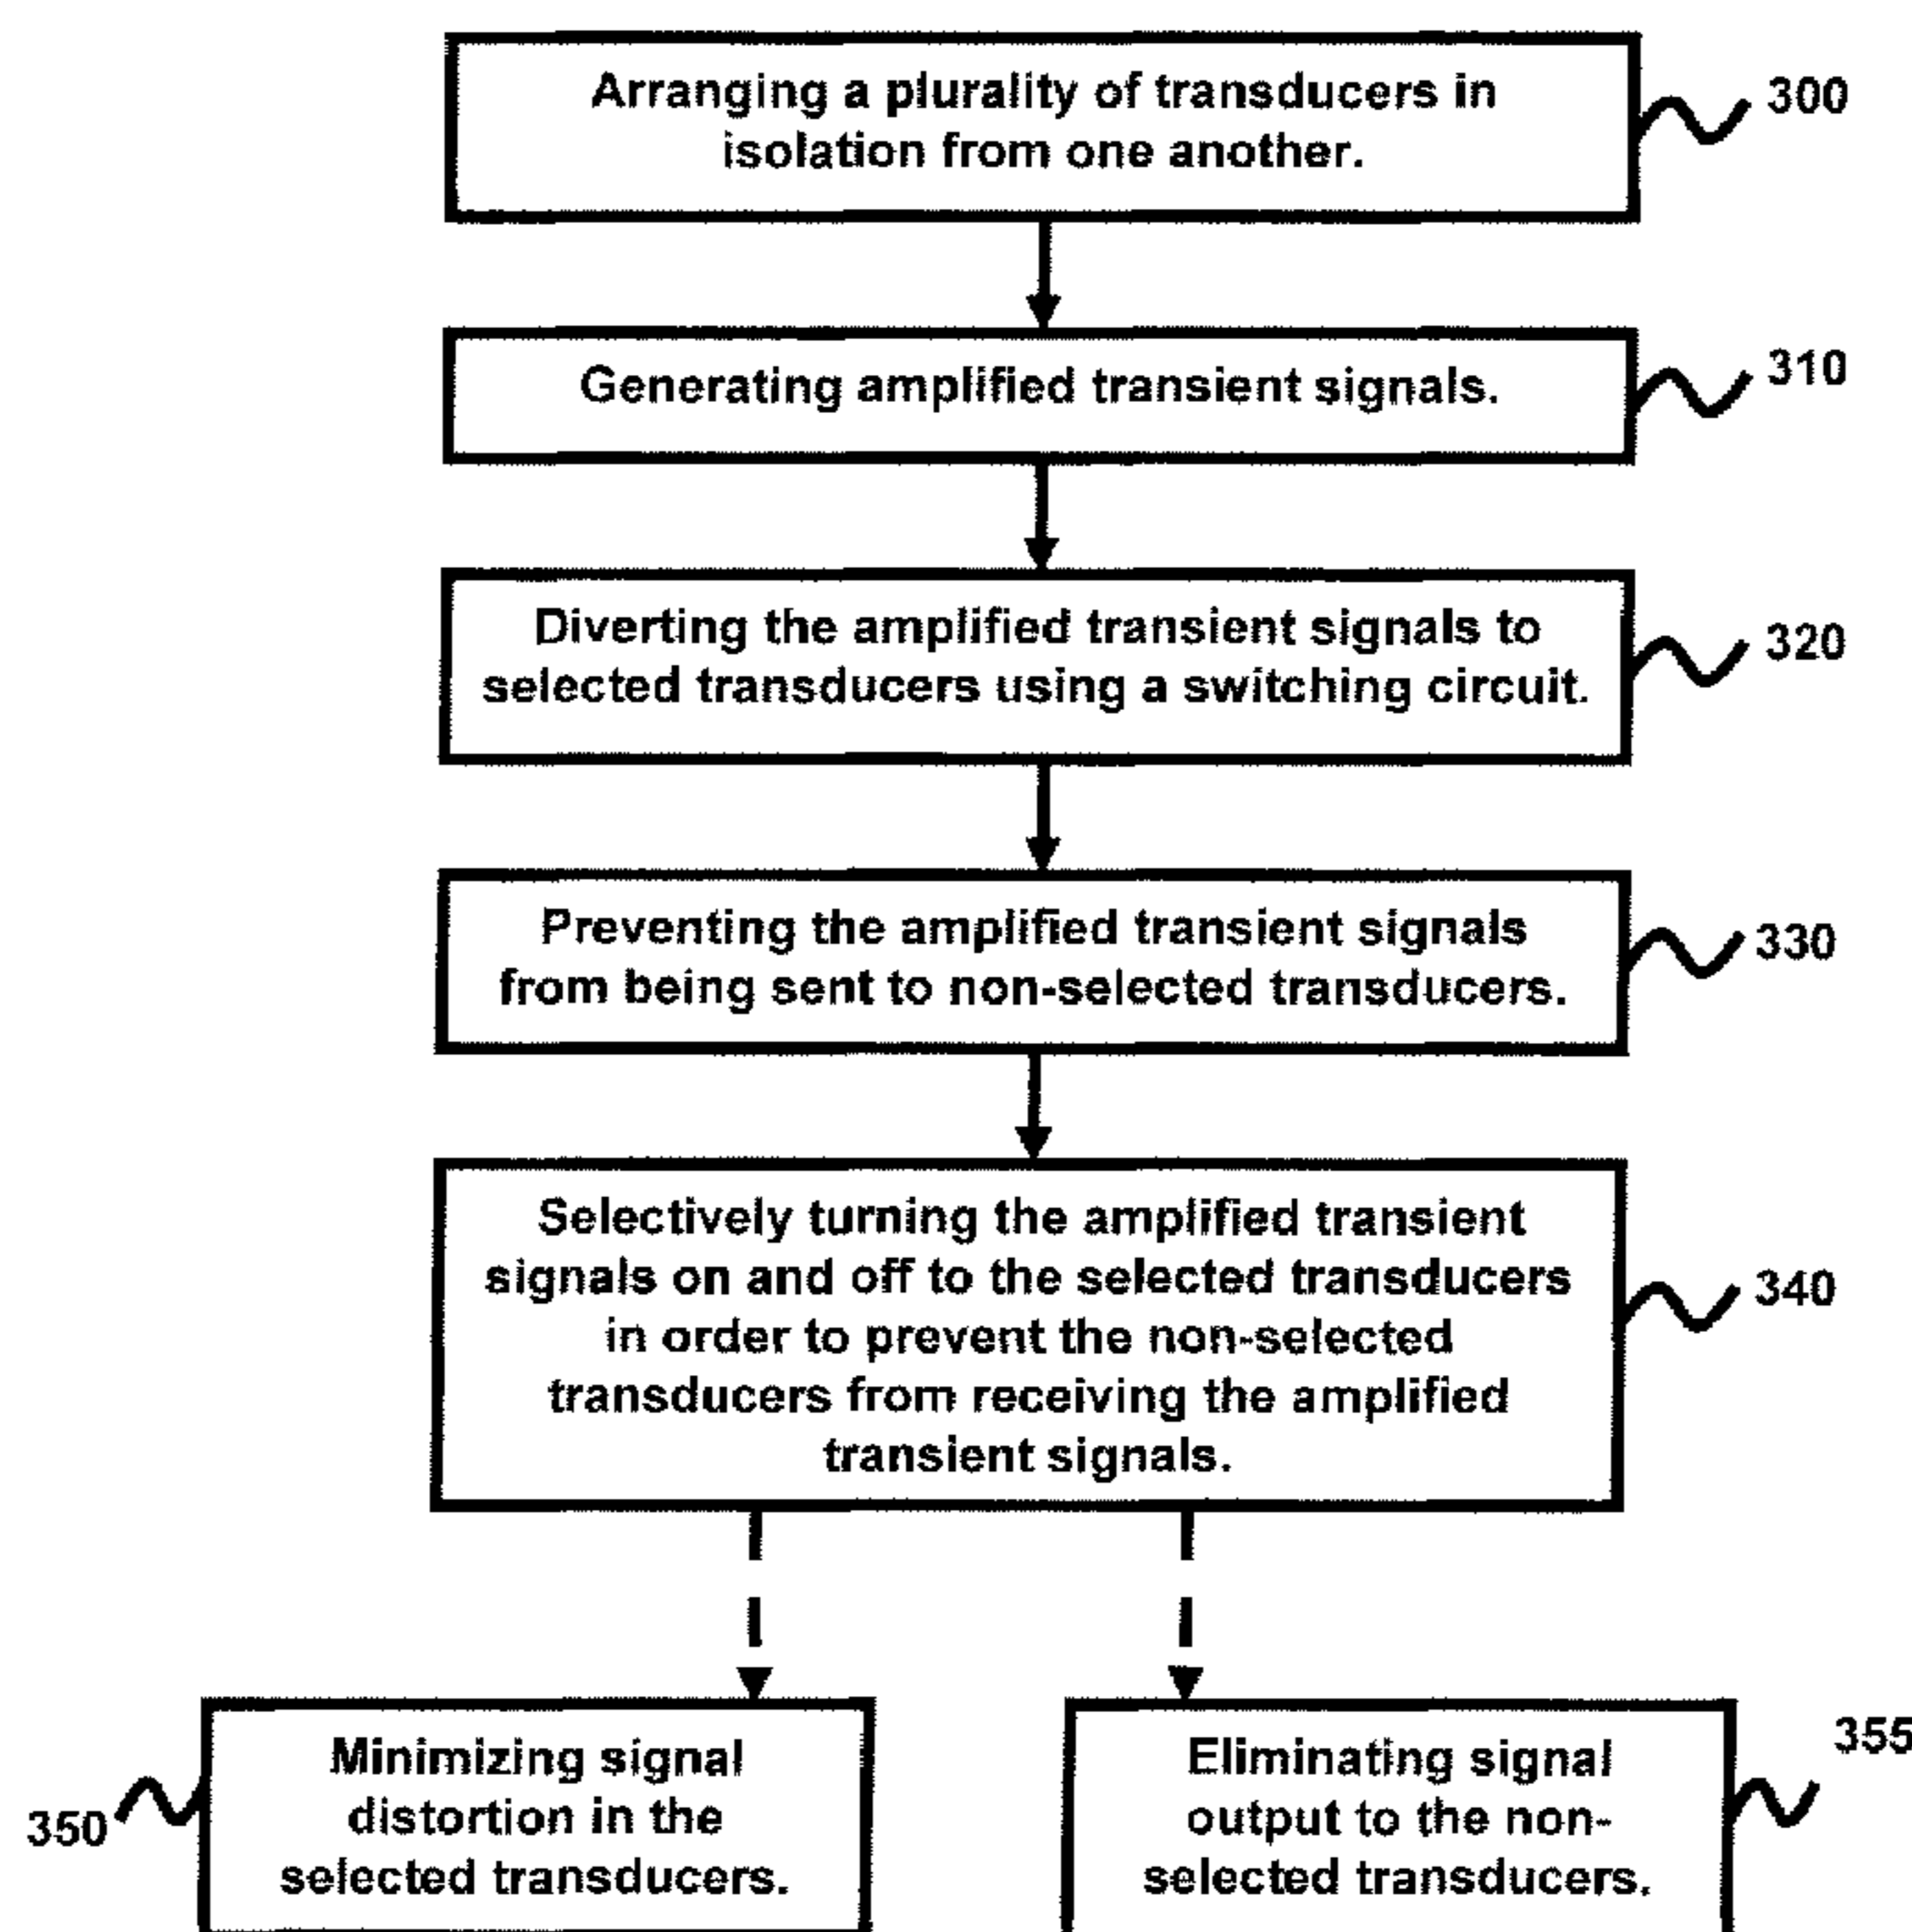 Arranging a plurality of transducers in
isolation from one another.
300
Generating amplified transient signals.
310
Diverting the amplified transient signals to
selected transducers using a switching circuit.
320
Preventing the amplified transient signals
from being sent to non-selected transducers.
330
Selectively turning the amplified transient
signals on and off to the selected transducers
in order to prevent the non-selected
transducers from receiving the amplified
transient signals.
340
Minimizing signal
distortion in the
selected transducers.
350
Eliminating signal
output to the non-
selected transducers.
355